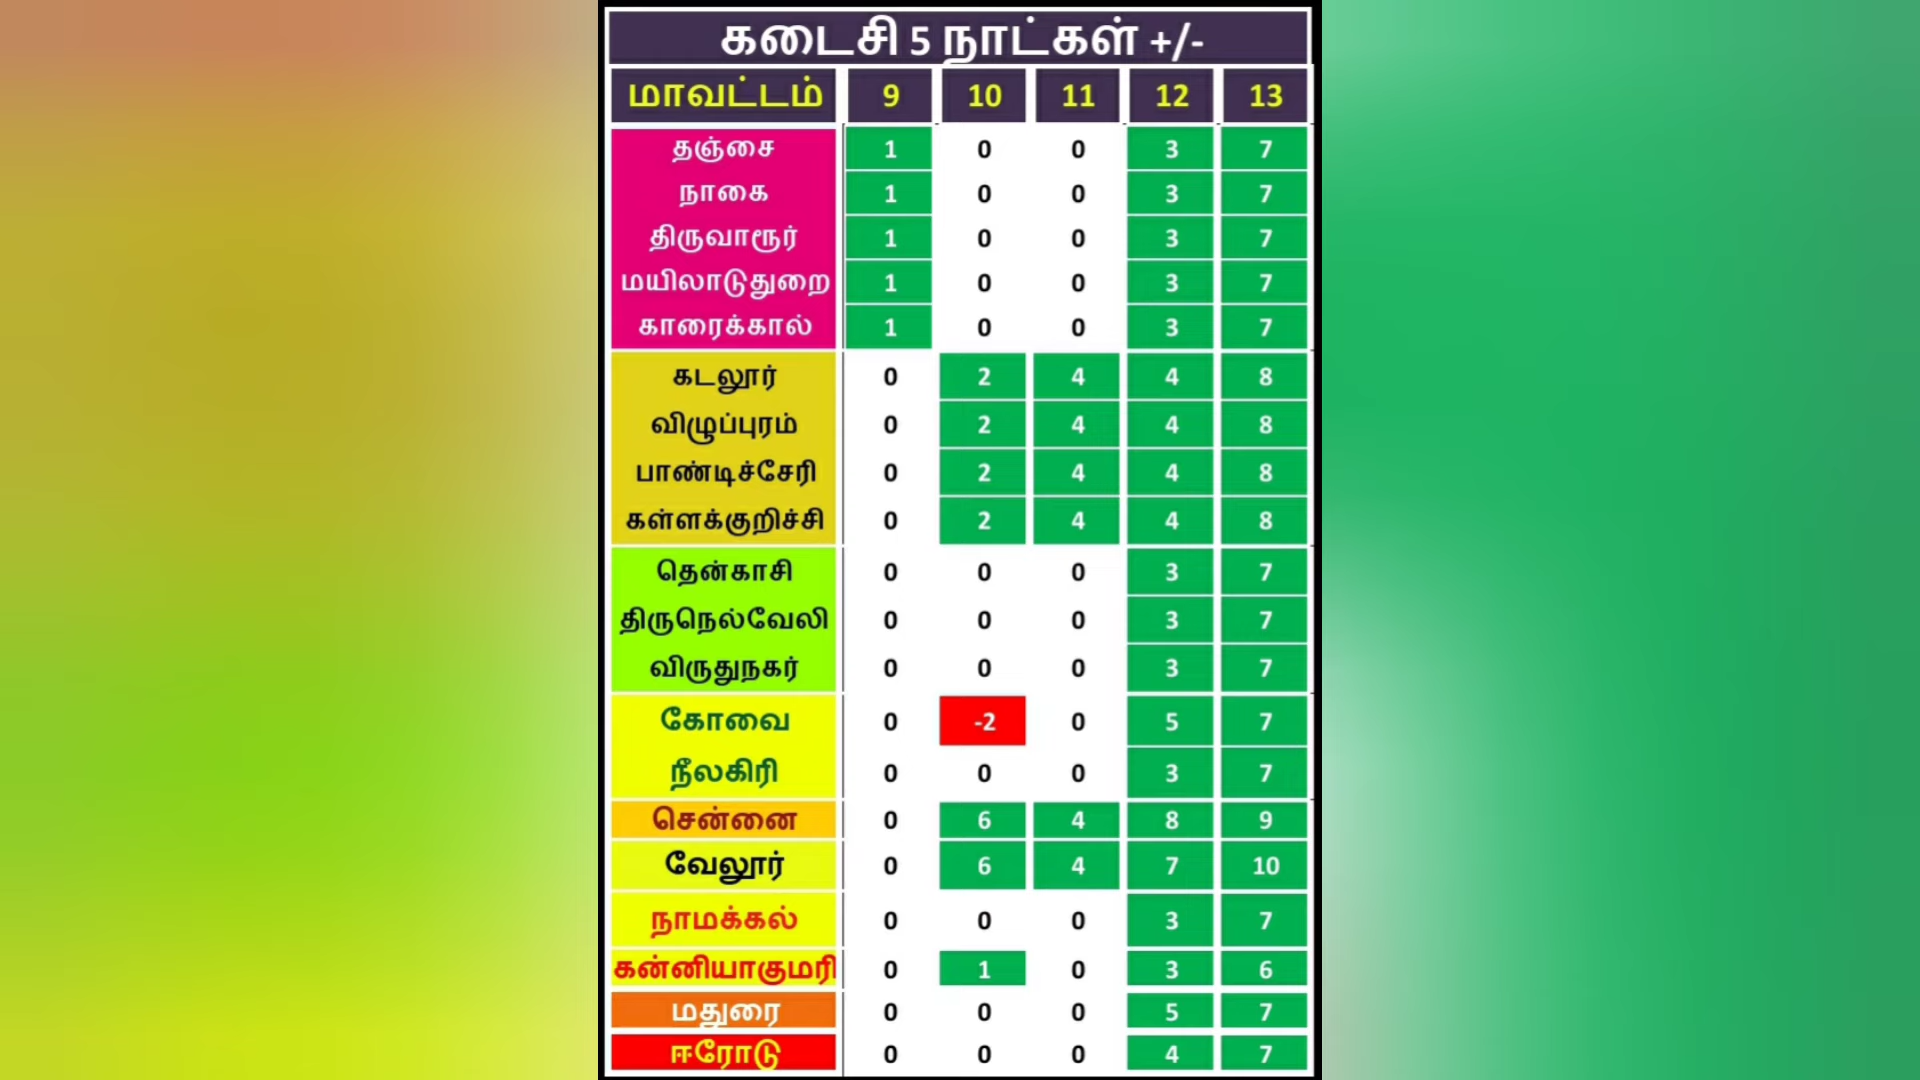 கடைசி 5 நாட்கள் +/-
மாவட்டம் 9 10 11 12 13
தஞ்சை 1 0 0 3 7
நாகை 1 0 0 3 7
திருவாரூர் 1 0 0 3 7
மயிலாடுதுறை 1 0 0 3 7
காரைக்கால் 1 0 0 3 7
கடலூர் 0 2 4 4 8
விழுப்புரம் 0 2 4 4 8
பாண்டிச்சேரி 0 2 4 4 8
கள்ளக்குறிச்சி 0 2 4 4 8
தென்காசி 0 0 0 3 7
திருநெல்வேலி 0 0 0 3 7
விருதுநகர் 0 0 0 3 7
கோவை 0 -2 0 5 7
நீலகிரி 0 0 0 3 7
சென்னை 0 6 4 8 9
வேலூர் 0 6 4 7 10
நாமக்கல் 0 0 0 3 7
கன்னியாகுமரி 0 1 0 3 6
மதுரை 0 0 0 5 7
ஈரோடு 0 0 0 4 7